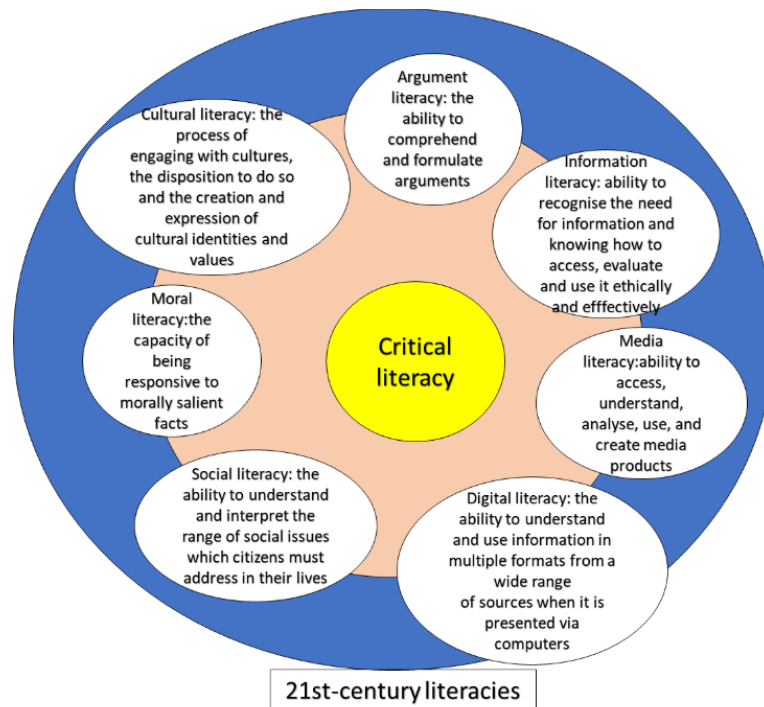 Argument
literacy: the
ability to
comprehend
and formulate
arguments
Cultural literacy: the
process of
engaging with cultures,
the disposition to do so
and the creation and
expression of
cultural identities and
values
Information
literacy: ability to
recognise the need
for information and
knowing how to
access, evaluate
and use it ethically
and efffectively
Moral
literacy:the
capacity of
being
responsive to
morally salient
facts
Critical
literacy
Media
literacy:ability to
access,
understand,
analyse, use, and
create media
products
Social literacy: the
ability to understand
and interpret the
range of social issues
which citizens must
address in their lives
Digital literacy: the
ability to understand
and use information in
multiple formats from a
wide range
of sources when it is
presented via
computers
21st-century literacies